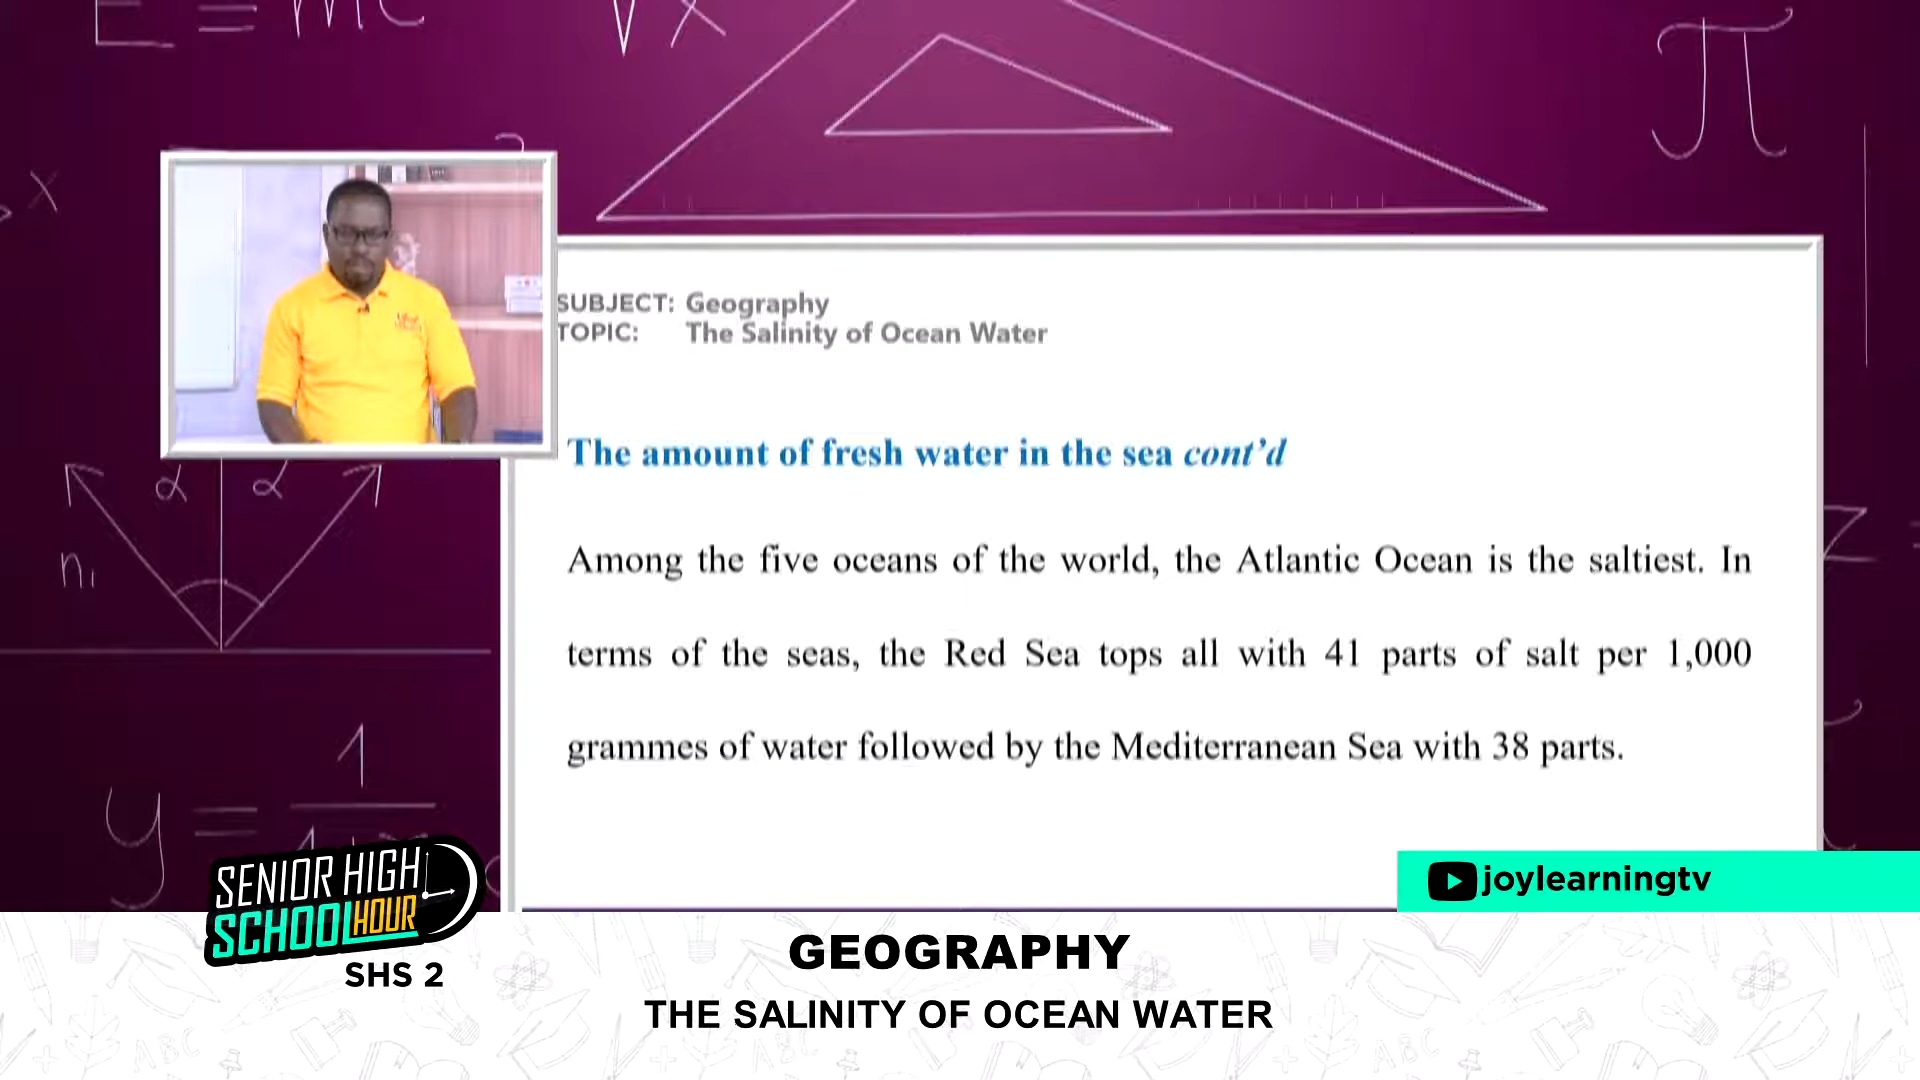 E = mc
√x
π
x
SUBJECT: Geography
TOPIC: The Salinity of Ocean Water
The amount of fresh water in the sea cont’d
Among the five oceans of the world, the Atlantic Ocean is the saltiest. In
terms of the seas, the Red Sea tops all with 41 parts of salt per 1,000
grammes of water followed by the Mediterranean Sea with 38 parts.
α α
n₁
z =
y = 1
SENIOR HIGH
SCHOOL HOUR
SHS 2
joylearningtv
GEOGRAPHY
THE SALINITY OF OCEAN WATER